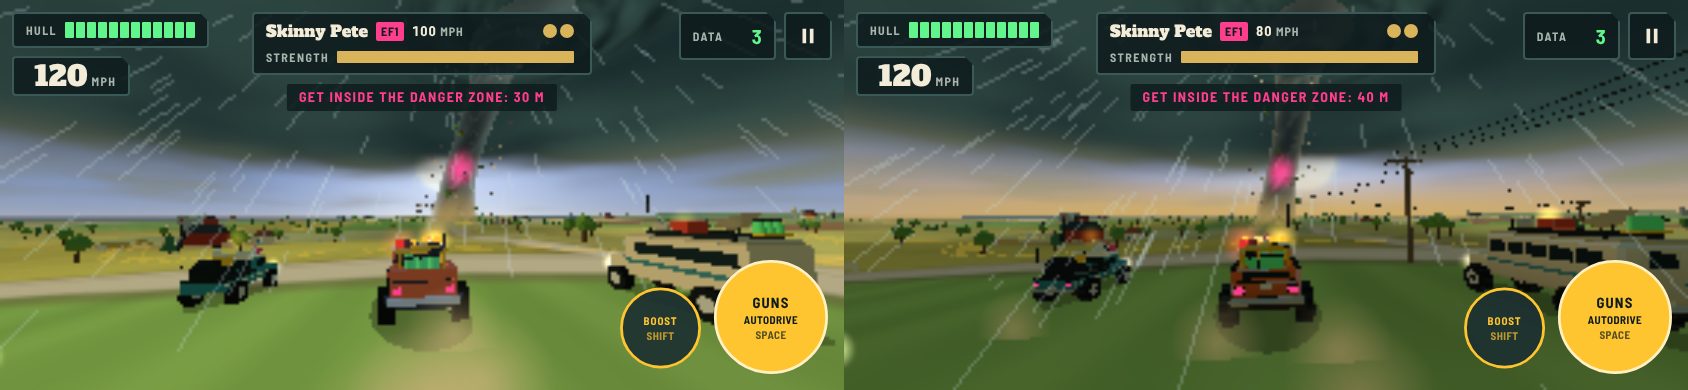 HULL
120 MPH
Skinny Pete EF1 100 MPH
STRENGTH
GET INSIDE THE DANGER ZONE: 30 M
DATA 3
BOOST
SHIFT
GUNS
AUTODRIVE
SPACE
HULL
120 MPH
Skinny Pete EF1 80 MPH
STRENGTH
GET INSIDE THE DANGER ZONE: 40 M
DATA 3
BOOST
SHIFT
GUNS
AUTODRIVE
SPACE